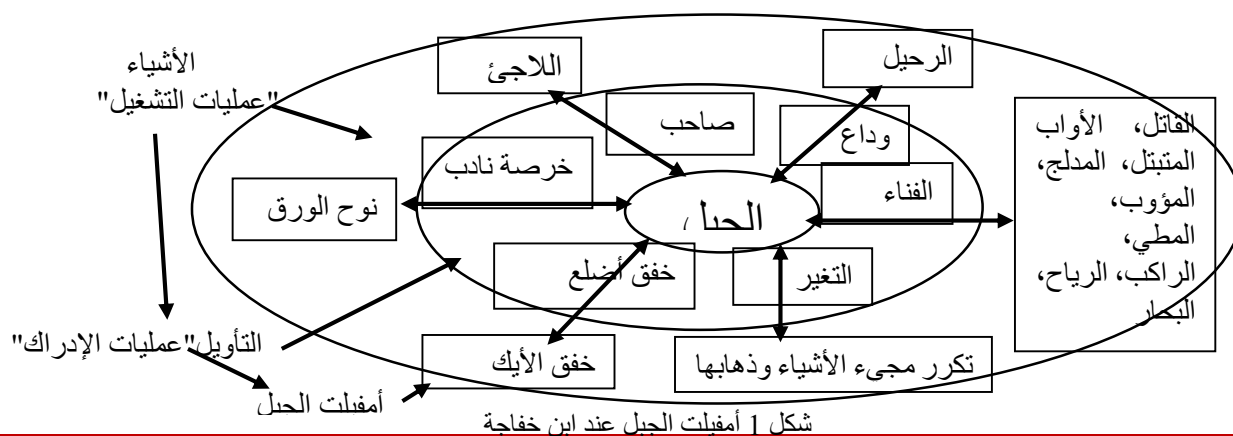 الأشياء
"عمليات التشغيل"
اللاجئ
الرحيل
صاحب
وداع
خرصة نادب
الفناء
نوح الورق
الجبل
خفق أضلع
التغير
القاتل، الأواب
المتبتل، المدلج،
المؤوب،
المطي،
الراكب، الرياح،
البحار
التأويل"عمليات الإدراك"
خفق الأيك
تكرر مجىء الأشياء وذهابها
أمفيلت الجبل
شكل 1 أمفيلت الجبل عند ابن خفاجة